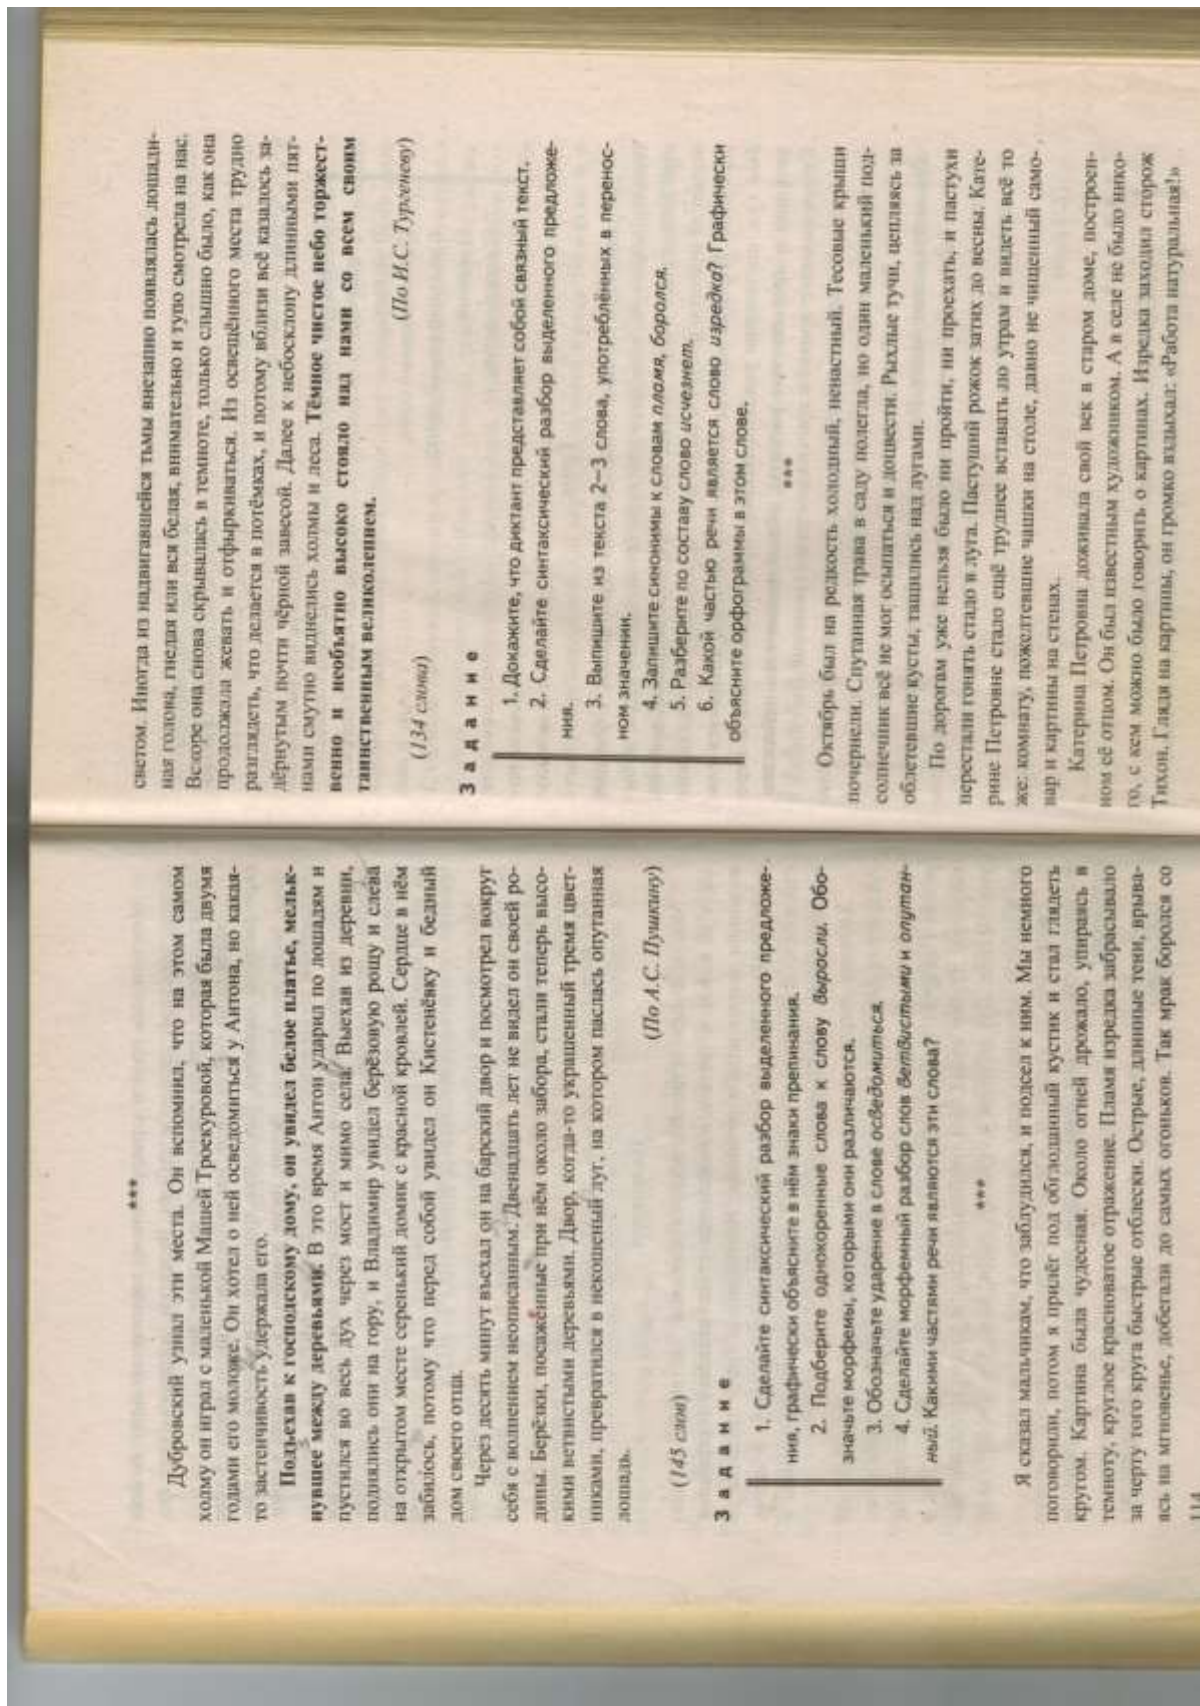 ***
Дубровский узнал эти места. Он вспомнил, что на этом самом
холму он играл с маленькой Машей Троекуровой, которая была двумя
годами его моложе. Он хотел о ней осведомиться у Антона, но какая-
то застенчивость удержала его.
Подъехав к господскому дому, он увидел белое платье, мельк-
нувшее между деревьями. В это время Антон ударил по лошадям и
пустился во весь дух через мост и мимо села. Выехав из деревни,
поднялись они на гору, и Владимир увидел берёзовую рощу и слева
на открытом месте серенький домик с красной кровлей. Сердце в нём
забилось, потому что перед собой увидел он Кистенёвку и бедный
дом своего отца.
Через десять минут въехал он на барский двор и посмотрел вокруг
себя с волнением неописанным. Двенадцать лет не видел он своей ро-
дины. Берёзки, посажённые при нём около забора, стали теперь высо-
кими ветвистыми деревьями. Двор, когда-то украшенный тремя цвет-
никами, превратился в некошеный луг, на котором паслась опутанная
лошадь.
(По А.С. Пушкину)
(145 слов)
Задание
1. Сделайте синтаксический разбор выделенного предложе-
ния, графически объясните в нём знаки препинания.
2. Подберите однокоренные слова к слову выросли. Обо-
значьте морфемы, которыми они различаются.
3. Обозначьте ударение в слове осведомиться.
4. Сделайте морфемный разбор слов ветвистыми и опутан-
ный. Какими частями речи являются эти слова?
***
Я сказал мальчикам, что заблудился, и подсел к ним. Мы немного
поговорили, потом я прилёг под обглоданный кустик и стал глядеть
кругом. Картина была чудесная. Около огней дрожало, упираясь в
темноту, круглое красноватое отражение. Пламя изредка забрасывало
за черту того круга быстрые отблески. Острые, длинные тени, врыва-
ясь на мгновенье, добегали до самых огоньков. Так мрак боролся со
114
светом. Иногда из надвигавшейся тьмы внезапно появлялась лошади-
ная голова, гнедая или вся белая, внимательно и тупо смотрела на нас.
Вскоре она снова скрывалась в темноте, только слышно было, как она
продолжала жевать и отфыркиваться. Из освещённого места трудно
разглядеть, что делается в потёмках, и потому вблизи всё казалось за-
дёрнутым почти чёрной завесой. Далее к небосклону длинными пят-
нами смутно виднелись холмы и леса. Тёмное чистое небо торжест-
венно и необъятно высоко стояло над нами со всем своим
таинственным великолепием.
(По И.С. Тургеневу)
(134 слова)
Задание
1. Докажите, что диктант представляет собой связный текст.
2. Сделайте синтаксический разбор выделенного предложе-
ния.
3. Выпишите из текста 2–3 слова, употреблённых в перенос-
ном значении.
4. Запишите синонимы к словам пламя, боролся.
5. Разберите по составу слово исчезнет.
6. Какой частью речи является слово изредка? Графически
объясните орфограммы в этом слове.
***
Октябрь был на редкость холодный, ненастный. Тесовые крыши
почернели. Спутанная трава в саду полегла, но один маленький под-
солнечник всё не мог осыпаться и доцвести. Рыхлые тучи, цепляясь за
облетевшие кусты, тащились над лугами.
По дорогам уже нельзя было ни пройти, ни проехать, и пастухи
перестали гонять стадо в луга. Пастуший рожок затих до весны. Кате-
рине Петровне стало ещё труднее вставать по утрам и видеть всё то
же: комнату, пожелтевшие чашки на столе, давно не чищенный само-
вар и картины на стенах.
Катерина Петровна доживала свой век в старом доме, построен-
ном её отцом. Он был известным художником. А в селе не было нико-
го, с кем можно было говорить о картинах. Изредка заходил сторож
Тихон. Глядя на картины, он громко вздыхал: «Работа натуральная!»